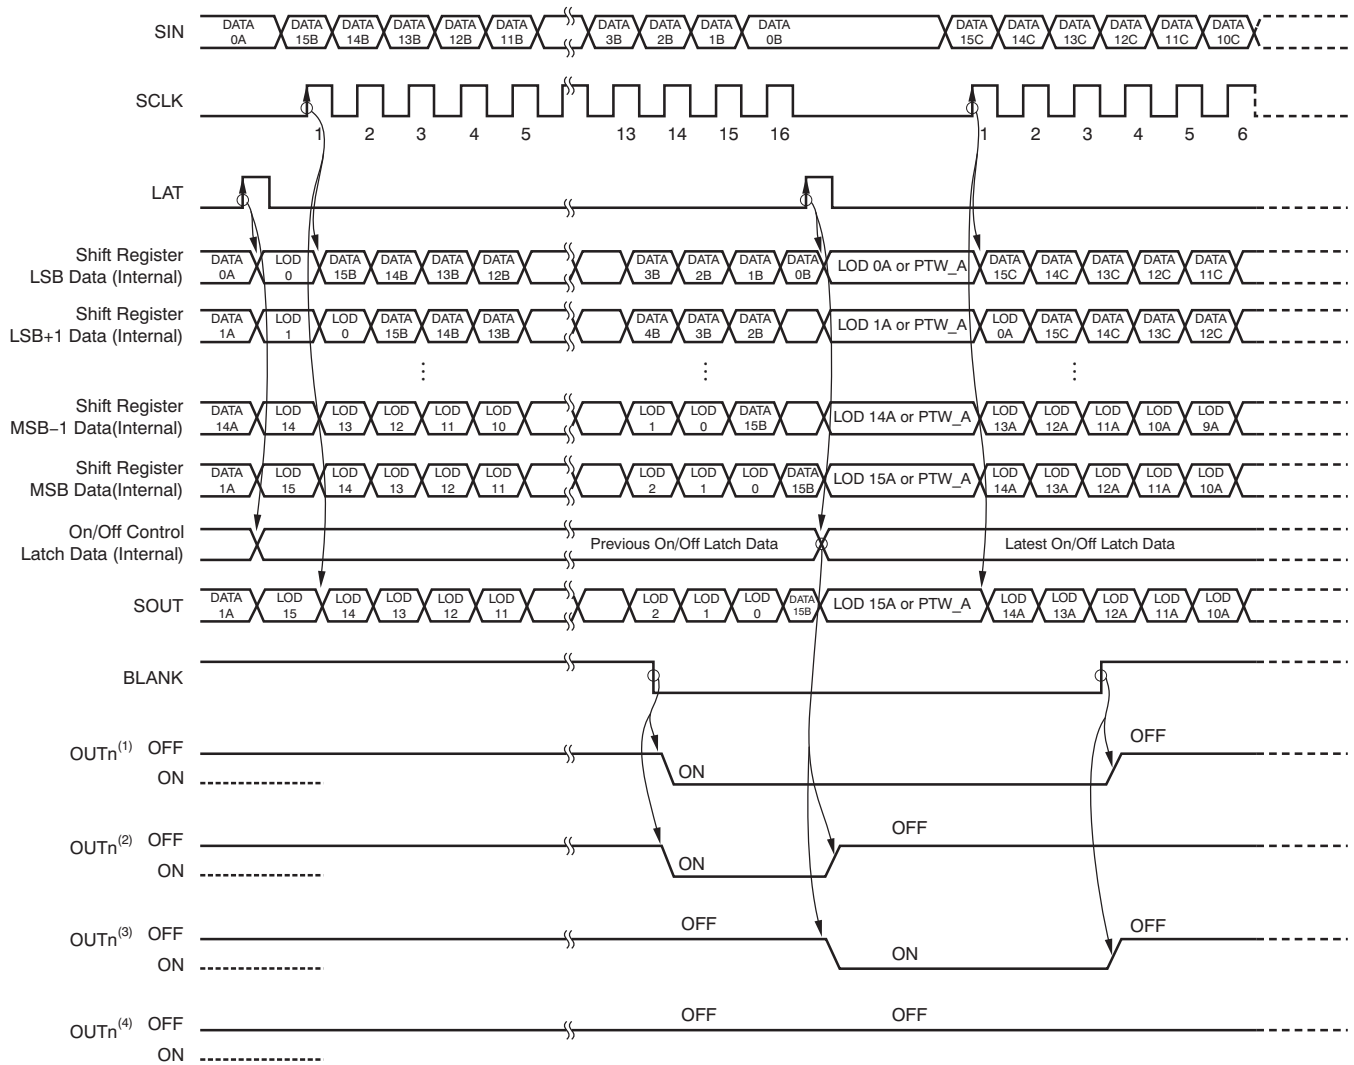 SIN DATA 0A DATA 15B DATA 14B DATA 13B DATA 12B DATA 11B DATA 3B DATA 2B DATA 1B DATA 0B DATA 15C DATA 14C DATA 13C DATA 12C DATA 11C DATA 10C
SCLK
1 2 3 4 5 13 14 15 16 1 2 3 4 5 6
LAT
Shift Register
LSB Data (Internal)
DATA 0A LOD 0 DATA 15B DATA 14B DATA 13B DATA 12B DATA 3B DATA 2B DATA 1B DATA 0B LOD 0A or PTW_A DATA 15C DATA 14C DATA 13C DATA 12C DATA 11C
Shift Register
LSB+1 Data (Internal)
DATA 1A LOD 1 LOD 0 DATA 15B DATA 14B DATA 13B DATA 4B DATA 3B DATA 2B LOD 1A or PTW_A LOD 0A DATA 15C DATA 14C DATA 13C DATA 12C
Shift Register
MSB−1 Data(Internal)
DATA 14A LOD 14 LOD 13 LOD 12 LOD 11 LOD 10 LOD 1 LOD 0 DATA 15B LOD 14A or PTW_A LOD 13A LOD 12A LOD 11A LOD 10A LOD 9A
Shift Register
MSB Data(Internal)
DATA 1A LOD 15 LOD 14 LOD 13 LOD 12 LOD 11 LOD 2 LOD 1 LOD 0 DATA 15B LOD 15A or PTW_A LOD 14A LOD 13A LOD 12A LOD 11A LOD 10A
On/Off Control
Latch Data (Internal)
Previous On/Off Latch Data Latest On/Off Latch Data
SOUT DATA 1A LOD 15 LOD 14 LOD 13 LOD 12 LOD 11 LOD 2 LOD 1 LOD 0 DATA 15B LOD 15A or PTW_A LOD 14A LOD 13A LOD 12A LOD 11A LOD 10A
BLANK
OUTn(1) OFF OFF
ON ON
OUTn(2) OFF OFF
ON ON
OUTn(3) OFF OFF OFF
ON ON
OUTn(4) OFF OFF OFF
ON